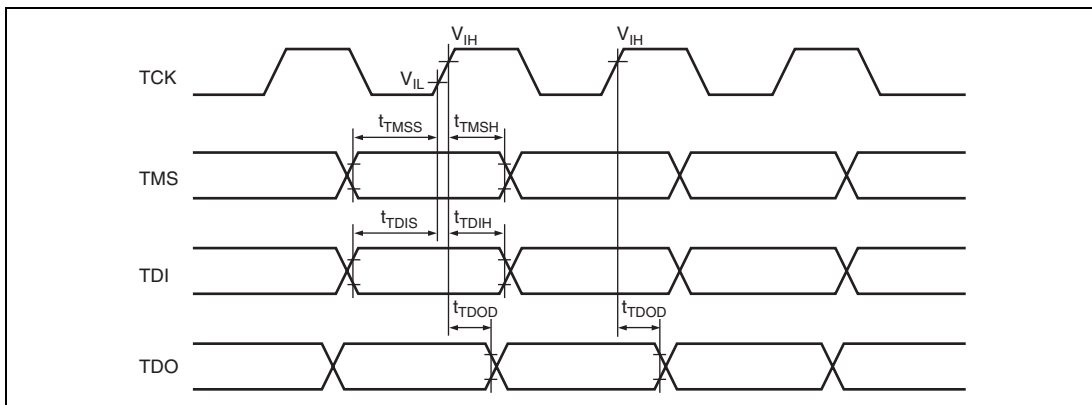 V_IH V_IH
TCK
V_IL
t_TMSS t_TMSH
TMS
t_TDIS t_TDIH
TDI
t_TDOD t_TDOD
TDO